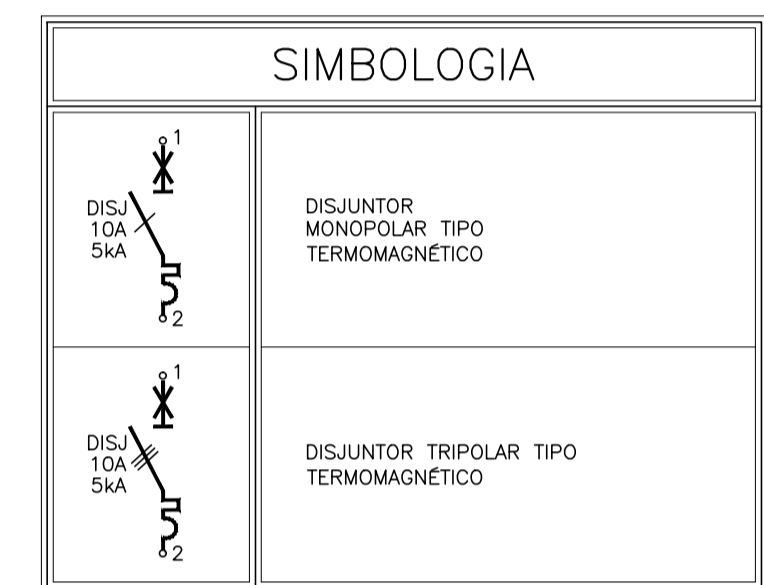 SIMBOLOGIA
1
DISJ
10A
5kA
2
DISJUNTOR
MONOPOLAR TIPO
TERMOMAGNÉTICO
1
DISJ
10A
5kA
2
DISJUNTOR TRIPOLAR TIPO
TERMOMAGNÉTICO